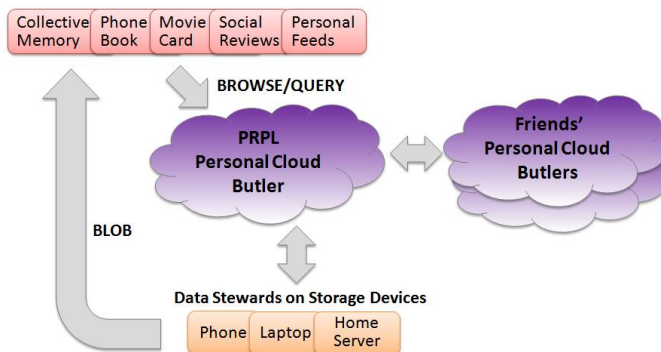 Collective Memory
Phone Book
Movie Card
Social Reviews
Personal Feeds
BROWSE/QUERY
PRPL
Personal Cloud
Butler
Friends'
Personal Cloud
Butlers
BLOB
Data Stewards on Storage Devices
Phone
Laptop
Home
Server